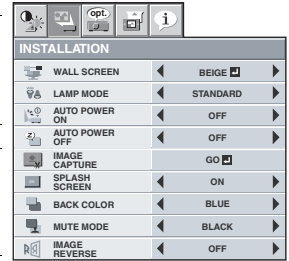 opt.
i
INSTALLATION
WALL SCREEN BEIGE
LAMP MODE STANDARD
AUTO POWER ON OFF
AUTO POWER OFF OFF
IMAGE CAPTURE GO
SPLASH SCREEN ON
BACK COLOR BLUE
MUTE MODE BLACK
IMAGE REVERSE OFF